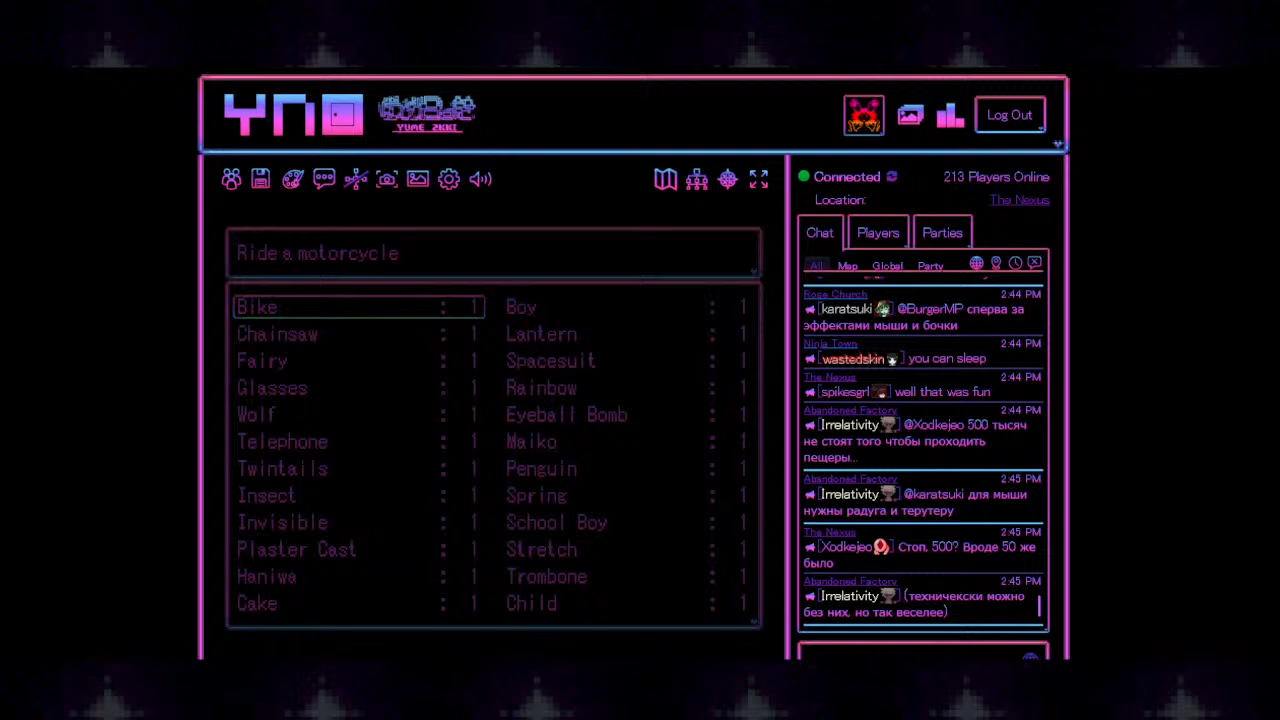 YNO
YUME 2KKI
Log Out
Connected
213 Players Online
Location:
The Nexus
Chat
Players
Parties
All
Map
Global
Party
Ride a motorcycle
Bike : 1 Boy : 1
Chainsaw : 1 Lantern : 1
Fairy : 1 Spacesuit : 1
Glasses : 1 Rainbow : 1
Wolf : 1 Eyeball Bomb : 1
Telephone : 1 Maiko : 1
Twintails : 1 Penguin : 1
Insect : 1 Spring : 1
Invisible : 1 School Boy : 1
Plaster Cast : 1 Stretch : 1
Haniwa : 1 Trombone : 1
Cake : 1 Child : 1
Rose Church 2:44 PM
[karatsuki] @BurgerMP сперва за
эффектами мыши и бочки
Ninja Town 2:44 PM
[wastedskin] you can sleep
The Nexus 2:44 PM
[spikesgrl] well that was fun
Abandoned Factory 2:44 PM
[Irrelativity] @Xodkejeo 500 тысяч
не стоят того чтобы проходить
пещеры...
Abandoned Factory 2:45 PM
[Irrelativity] @karatsuki для мыши
нужны радуга и терутеру
The Nexus 2:45 PM
[Xodkejeo] Стоп, 500? Вроде 50 же
было
Abandoned Factory 2:45 PM
[Irrelativity] (техничекски можно
без них, но так веселее)